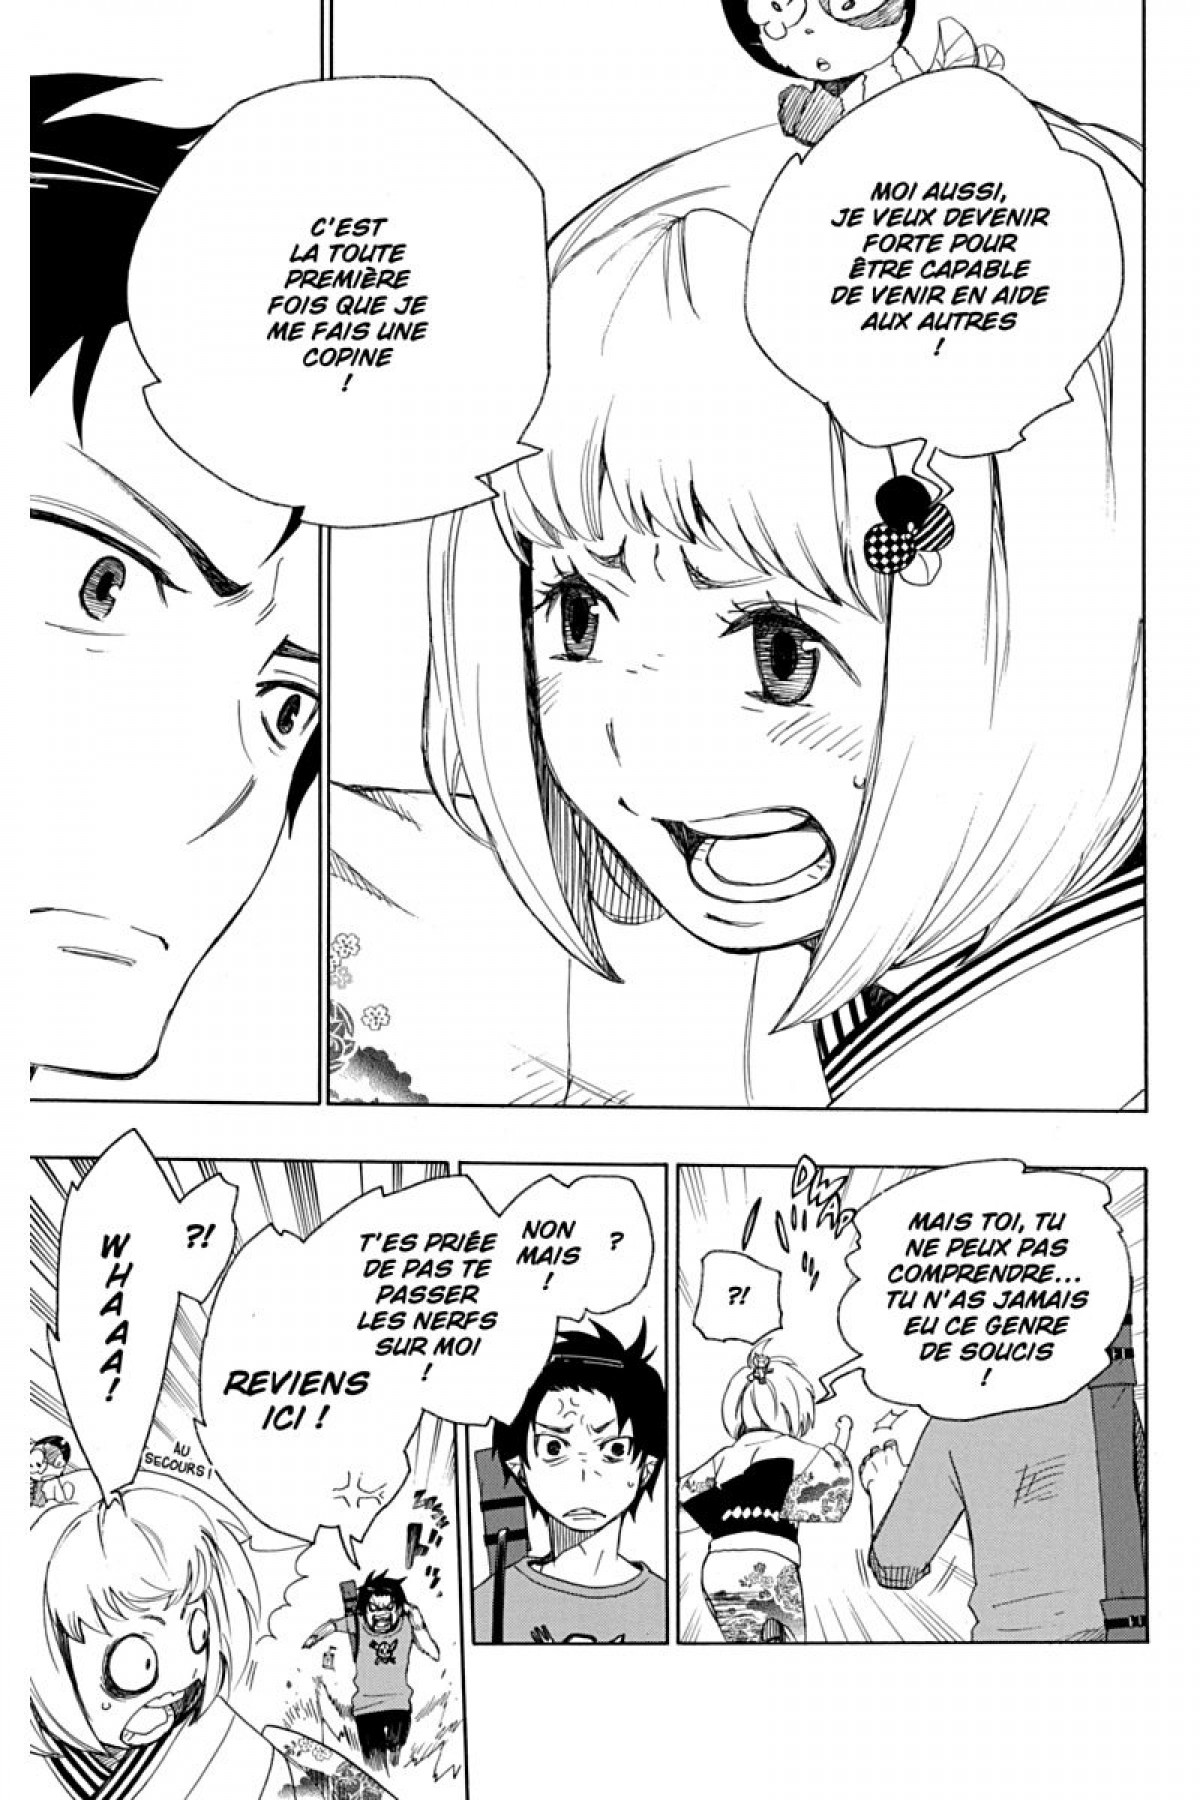 MOI AUSSI,
JE VEUX DEVENIR
FORTE POUR
ÊTRE CAPABLE
DE VENIR EN AIDE
AUX AUTRES
!
C'EST
LA TOUTE
PREMIÈRE
FOIS QUE JE
ME FAIS UNE
COPINE
!
MAIS TOI, TU
NE PEUX PAS
COMPRENDRE...
TU N'AS JAMAIS
EU CE GENRE
DE SOUCIS
!
?!
NON
MAIS
!
?
T'ES PRIÉE
DE PAS TE
PASSER
LES NERFS
SUR MOI
!
REVIENS
ICI !
?!
WHAAA!
AU
SECOURS!